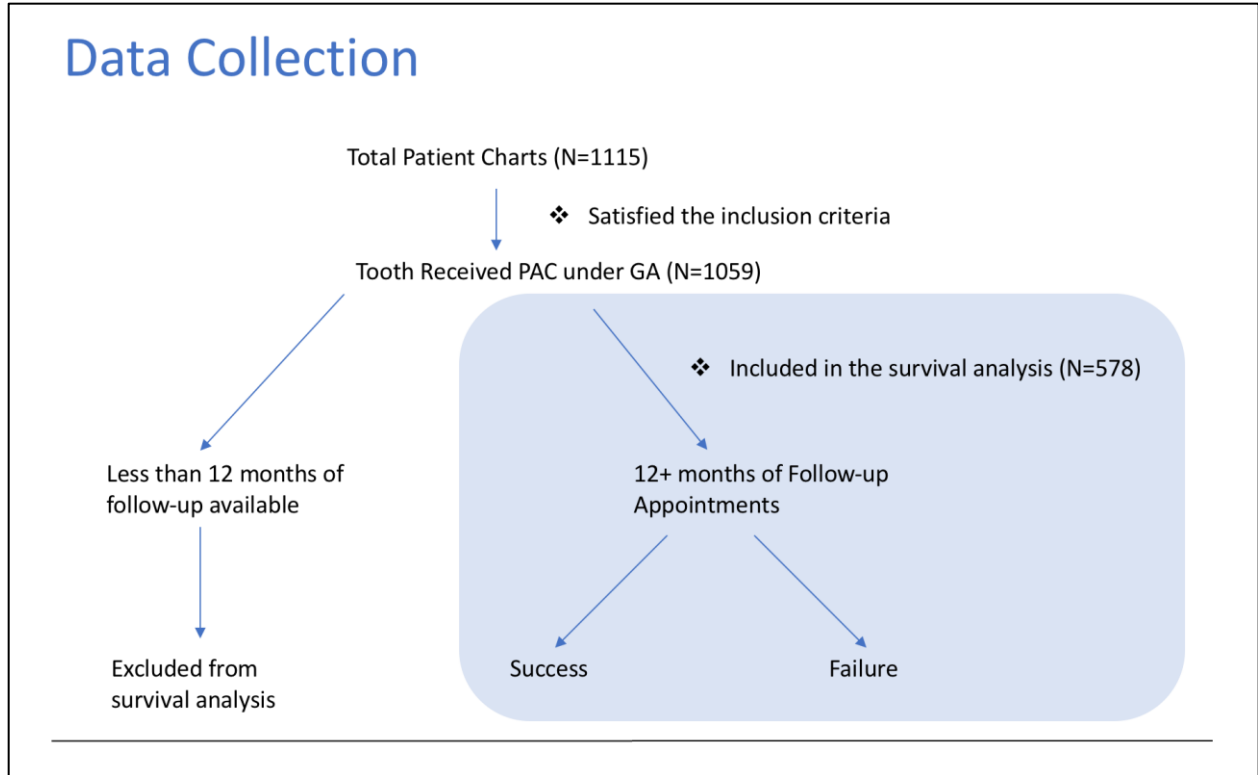 Data Collection
Total Patient Charts (N=1115)
❖ Satisfied the inclusion criteria
Tooth Received PAC under GA (N=1059)
❖ Included in the survival analysis (N=578)
Less than 12 months of
follow-up available
12+ months of Follow-up
Appointments
Excluded from
survival analysis
Success
Failure